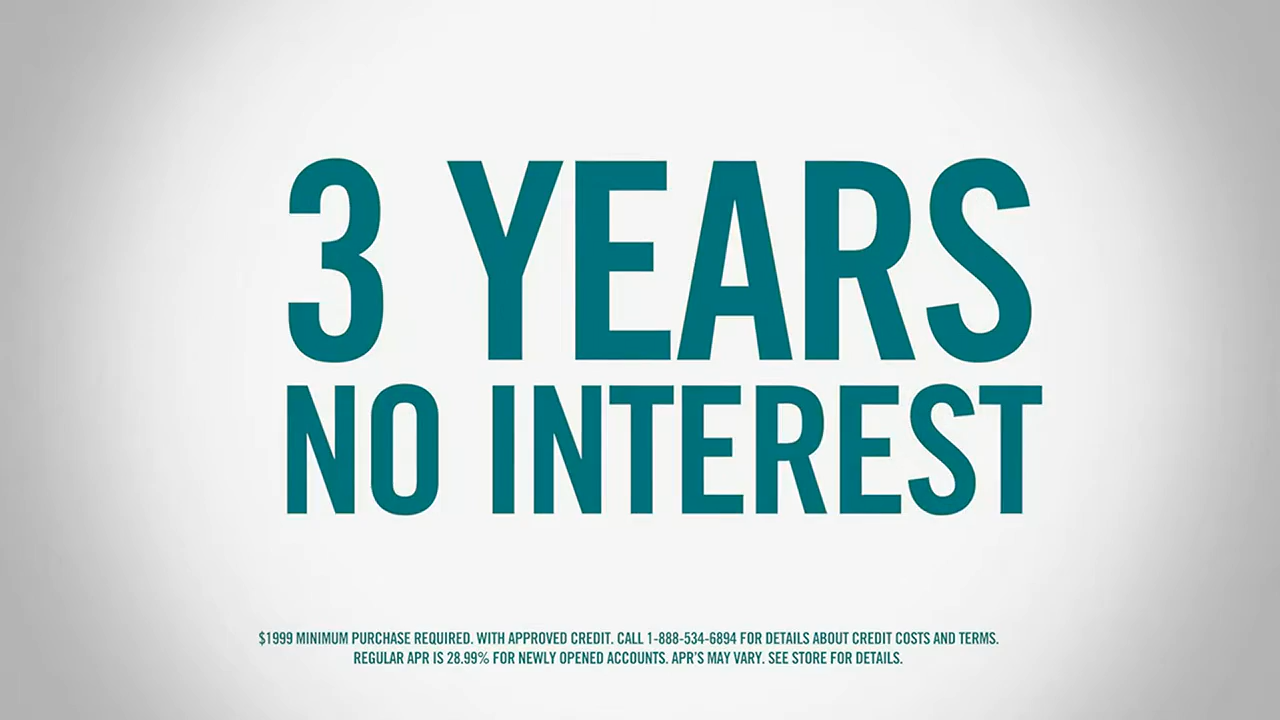 3 YEARS
NO INTEREST
$1999 MINIMUM PURCHASE REQUIRED. WITH APPROVED CREDIT. CALL 1-888-534-6894 FOR DETAILS ABOUT CREDIT COSTS AND TERMS.
REGULAR APR IS 28.99% FOR NEWLY OPENED ACCOUNTS. APR'S MAY VARY. SEE STORE FOR DETAILS.